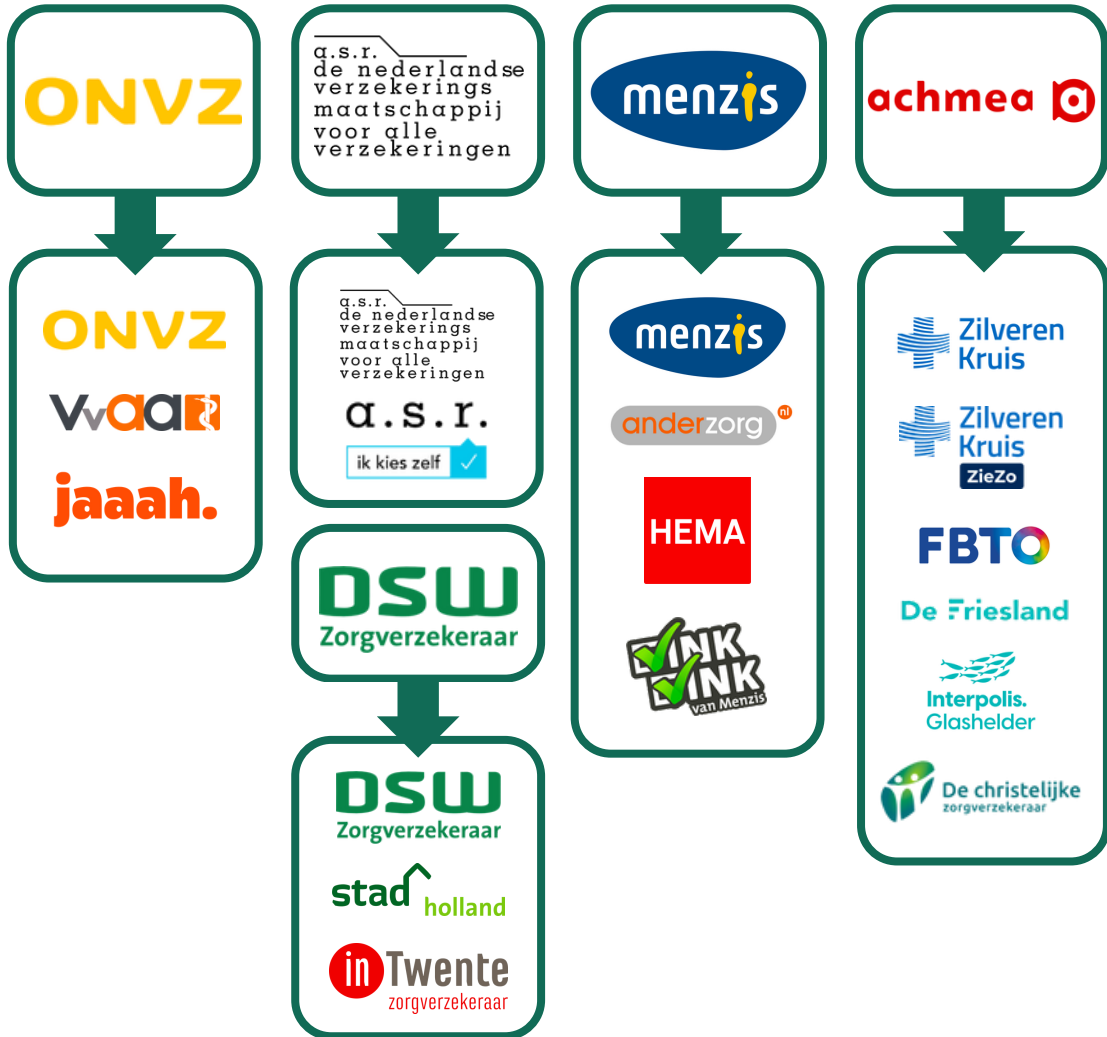 ONVZ
a.s.r.
de nederlandse
verzekerings
maatschappij
voor alle
verzekeringen
menzis
achmea
ONVZ
VvAA
jaaah.
a.s.r.
de nederlandse
verzekerings
maatschappij
voor alle
verzekeringen
a.s.r.
ik kies zelf
DSW
Zorgverzekeraar
DSW
Zorgverzekeraar
stad
holland
inTwente
zorgverzekeraar
menzis
anderzorg nl
HEMA
VINK
VINK
van Menzis
Zilveren
Kruis
Zilveren
Kruis
ZieZo
FBTO
De Friesland
Interpolis.
Glashelder
De christelijke
zorgverzekeraar